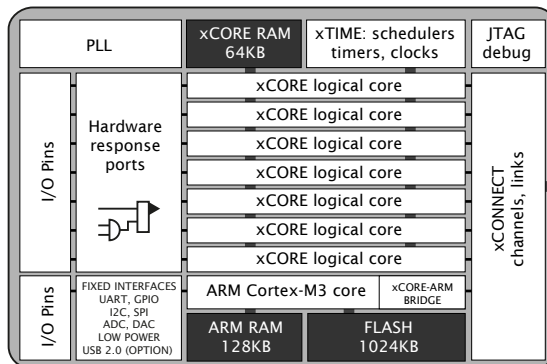 PLL
xCORE RAM
64KB
xTIME: schedulers
timers, clocks
JTAG
debug
I/O Pins
Hardware
response
ports
xCORE logical core
xCORE logical core
xCORE logical core
xCORE logical core
xCORE logical core
xCORE logical core
xCORE logical core
xCONNECT
channels, links
I/O Pins
FIXED INTERFACES
UART, GPIO
I2C, SPI
ADC, DAC
LOW POWER
USB 2.0 (OPTION)
ARM Cortex-M3 core
xCORE-ARM
BRIDGE
ARM RAM
128KB
FLASH
1024KB